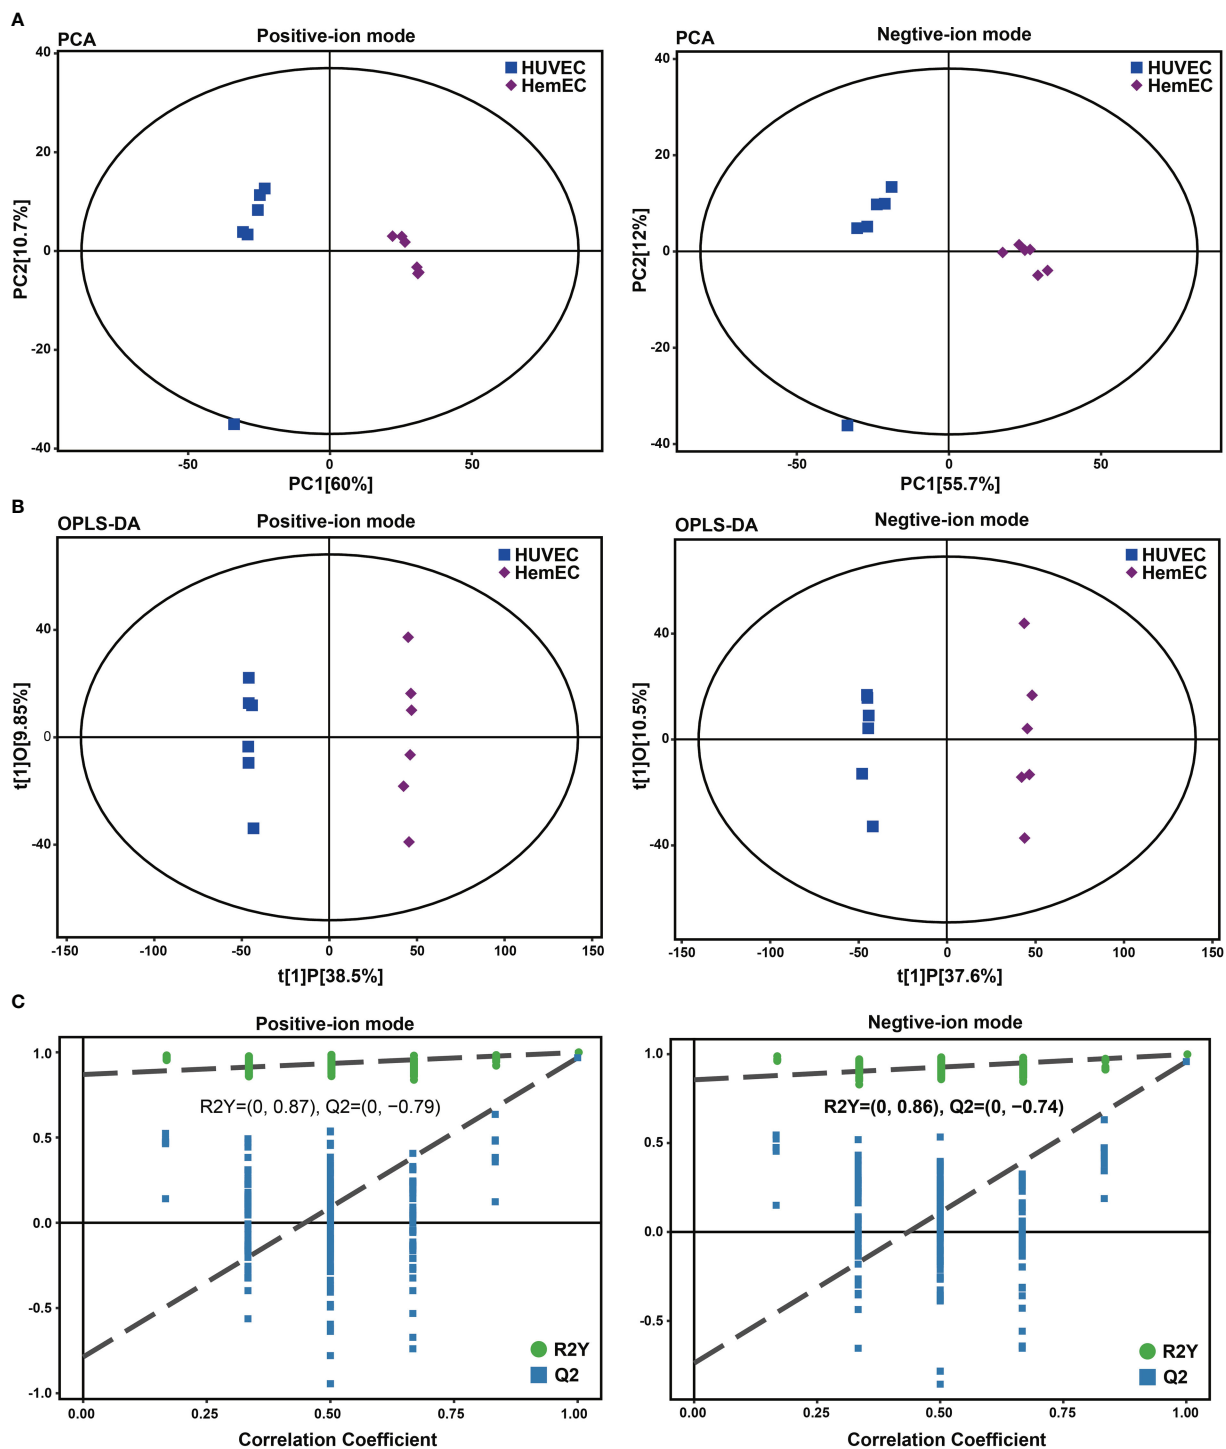 A
PCA
Positive-ion mode
HUVEC
HemEC
40
20
0
-20
-40
PC2[10.7%]
-50
0
50
PC1[60%]
PCA
Negtive-ion mode
HUVEC
HemEC
40
20
0
-20
-40
PC2[12%]
-50
0
50
PC1[55.7%]
B
OPLS-DA
Positive-ion mode
HUVEC
HemEC
40
0
-40
t[1]O[9.85%]
-150
-100
-50
0
50
100
150
t[1]P[38.5%]
OPLS-DA
Negtive-ion mode
HUVEC
HemEC
40
0
-40
t[1]O[10.5%]
-150
-100
-50
0
50
100
150
t[1]P[37.6%]
C
Positive-ion mode
1.0
0.5
0.0
-0.5
-1.0
R2Y=(0, 0.87), Q2=(0, −0.79)
R2Y
Q2
0.00
0.25
0.50
0.75
1.00
Correlation Coefficient
Negtive-ion mode
1.0
0.5
0.0
-0.5
R2Y=(0, 0.86), Q2=(0, −0.74)
R2Y
Q2
0.00
0.25
0.50
0.75
1.00
Correlation Coefficient